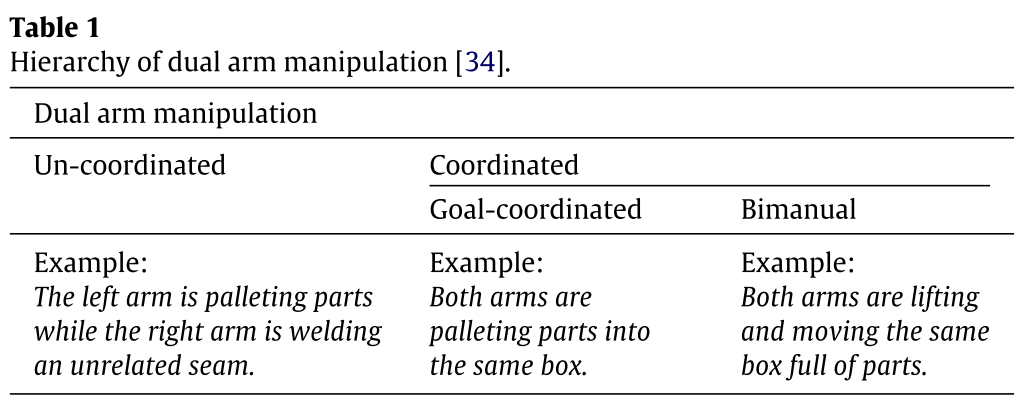 Table 1
Hierarchy of dual arm manipulation [34].
Dual arm manipulation
Un-coordinated
Coordinated
Goal-coordinated
Bimanual
Example:
The left arm is palleting parts
while the right arm is welding
an unrelated seam.
Example:
Both arms are
palleting parts into
the same box.
Example:
Both arms are lifting
and moving the same
box full of parts.